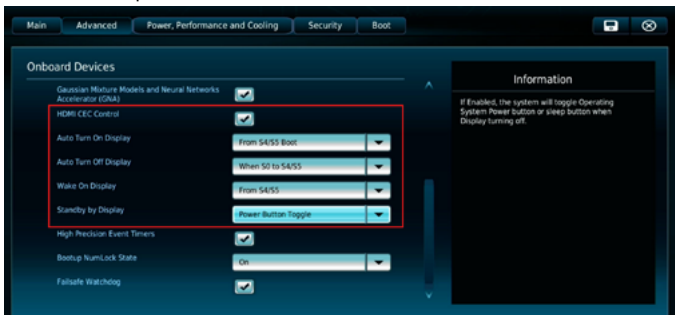 Main Advanced Power, Performance and Cooling Security Boot
Onboard Devices
Gaussian Mixture Models and Neural Networks
Accelerator (GNA)
HDMI CEC Control
Auto Turn On Display From S4/S5 Boot
Auto Turn Off Display When S0 to S4/S5
Wake On Display From S4/S5
Standby by Display Power Button Toggle
High Precision Event Timers
Bootup NumLock State On
Failsafe Watchdog
Information
If Enabled, the system will toggle Operating
System Power button or sleep button when
Display turning off.